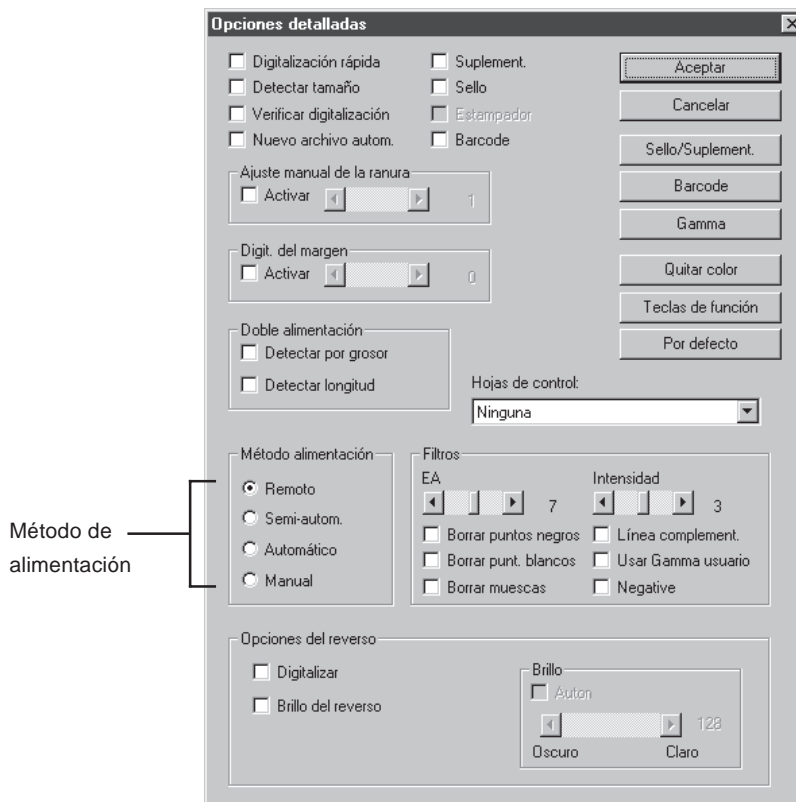 Opciones detalladas
Digitalización rápida
Detectar tamaño
Verificar digitalización
Nuevo archivo autom.
Suplement.
Sello
Estampador
Barcode
Aceptar
Cancelar
Sello/Suplement.
Barcode
Gamma
Quitar color
Teclas de función
Por defecto
Ajuste manual de la ranura
Activar 1
Digit. del margen
Activar 0
Doble alimentación
Detectar por grosor
Detectar longitud
Hojas de control:
Ninguna
Método de
alimentación
Método alimentación
Remoto
Semi-autom.
Automático
Manual
Filtros
EA
7
Intensidad
3
Borrar puntos negros
Borrar punt. blancos
Borrar muescas
Línea complement.
Usar Gamma usuario
Negative
Opciones del reverso
Digitalizar
Brillo del reverso
Brillo
Auton
128
Oscuro Claro